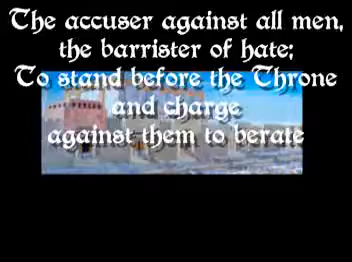 The accuser against all men,
the barrister of hate;
To stand before the Throne
and charge
against them to berate